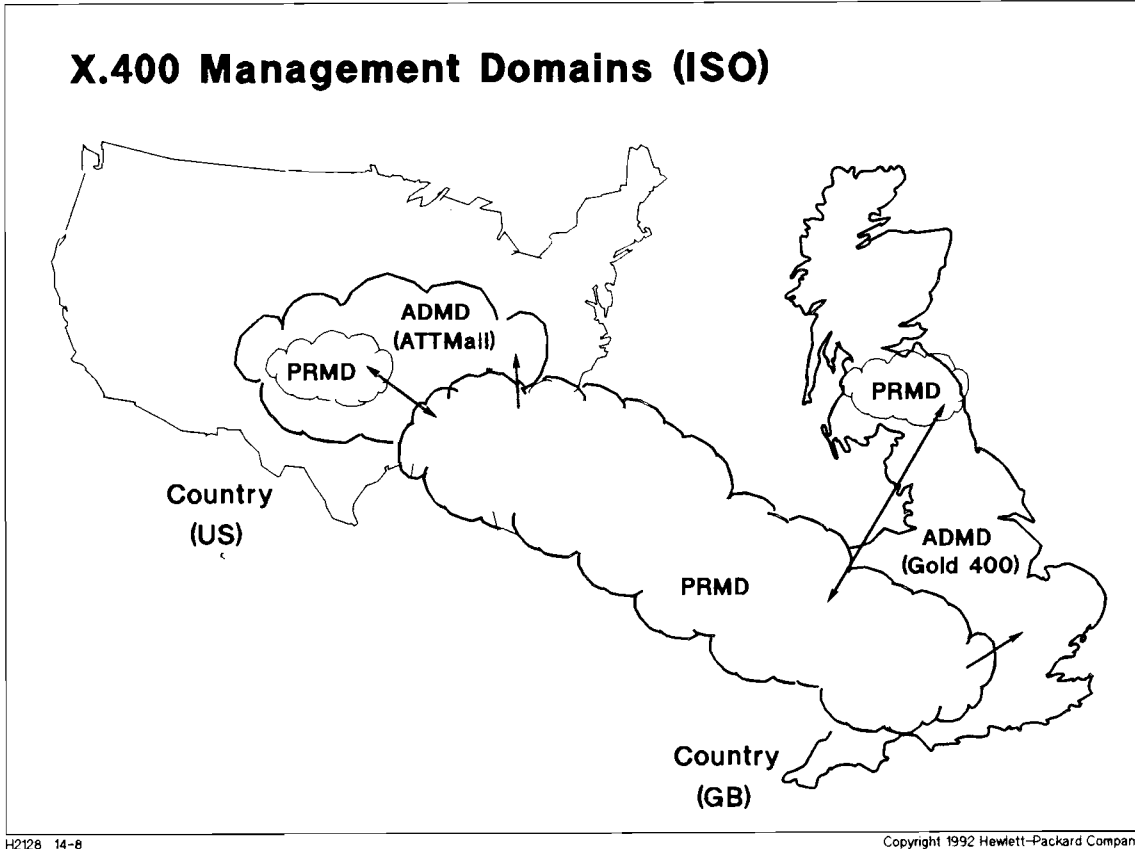 X.400 Management Domains (ISO)
ADMD
(ATTMail)
PRMD
PRMD
Country
(US)
ADMD
(Gold 400)
PRMD
Country
(GB)
H2128 14-8
Copyright 1992 Hewlett-Packard Compan